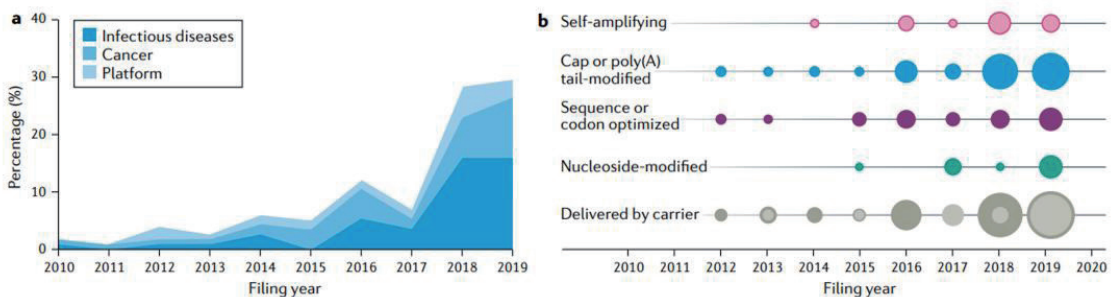 a
40
30
20
10
0
Percentage (%)
Infectious diseases
Cancer
Platform
2010 2011 2012 2013 2014 2015 2016 2017 2018 2019
Filing year
b
Self-amplifying
Cap or poly(A)
tail-modified
Sequence or
codon optimized
Nucleoside-modified
Delivered by carrier
2010 2011 2012 2013 2014 2015 2016 2017 2018 2019 2020
Filing year